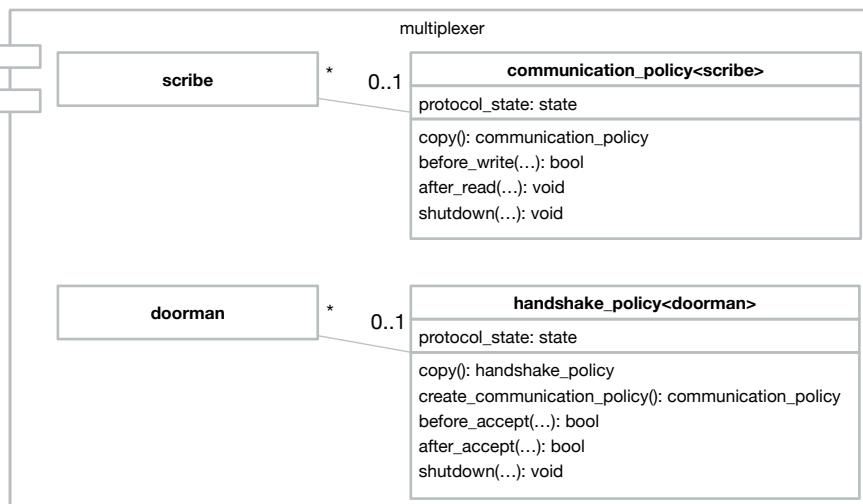 multiplexer
scribe
*
0..1
communication_policy<scribe>
protocol_state: state
copy(): communication_policy
before_write(…): bool
after_read(…): void
shutdown(…): void
doorman
*
0..1
handshake_policy<doorman>
protocol_state: state
copy(): handshake_policy
create_communication_policy(): communication_policy
before_accept(…): bool
after_accept(…): bool
shutdown(…): void